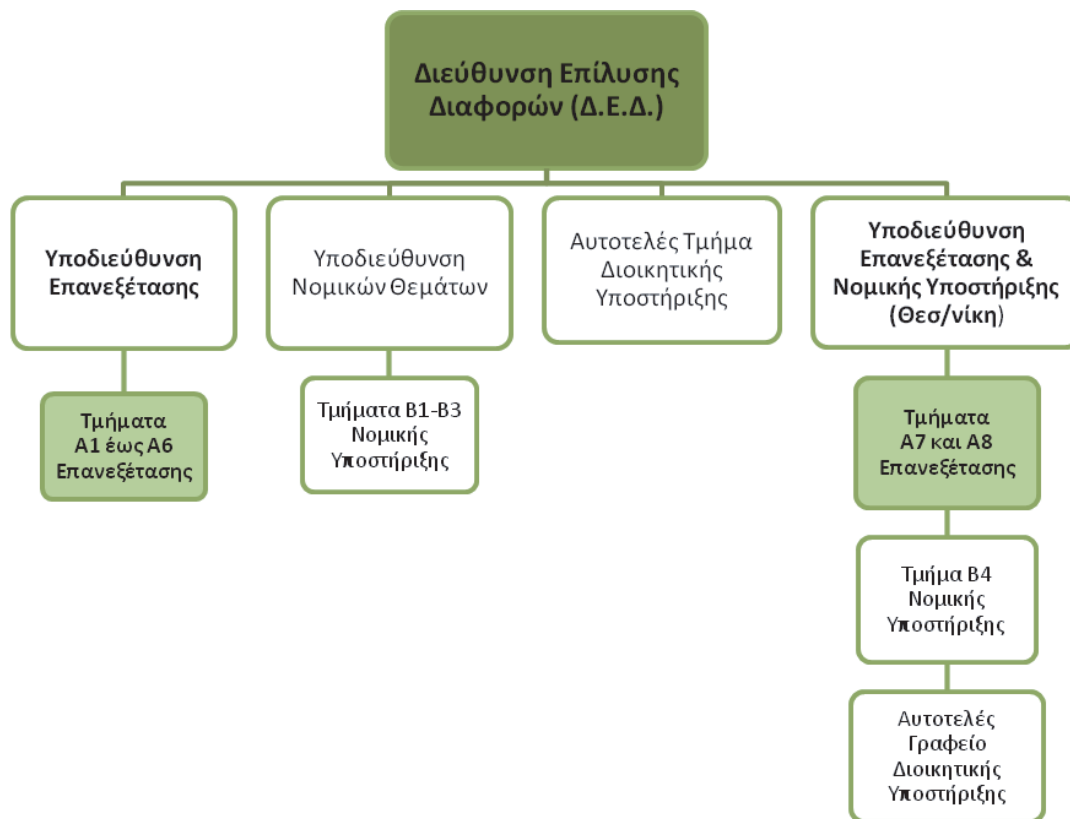 Διεύθυνση Επίλυσης
Διαφορών (Δ.Ε.Δ.)
Υποδιεύθυνση
Επανεξέτασης
Υποδιεύθυνση
Νομικών Θεμάτων
Αυτοτελές Τμήμα
Διοικητικής
Υποστήριξης
Υποδιεύθυνση
Επανεξέτασης &
Νομικής Υποστήριξης
(Θεσ/νίκη)
Τμήματα
Α1 έως Α6
Επανεξέτασης
Τμήματα Β1-Β3
Νομικής
Υποστήριξης
Τμήματα
Α7 και Α8
Επανεξέτασης
Τμήμα Β4
Νομικής
Υποστήριξης
Αυτοτελές
Γραφείο
Διοικητικής
Υποστήριξης